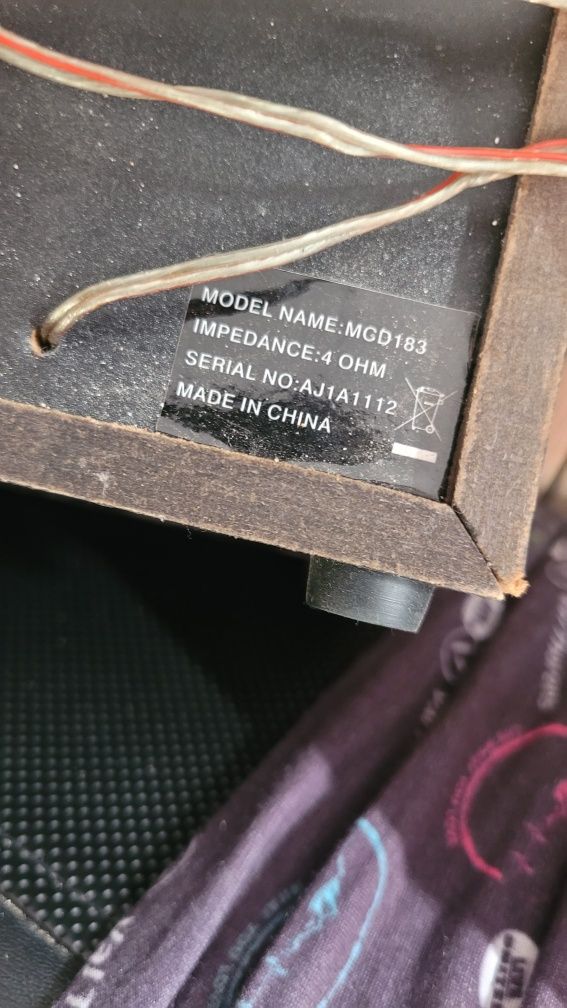 MODEL NAME:MGD183
IMPEDANCE:4 OHM
SERIAL NO:AJ1A1112
MADE IN CHINA